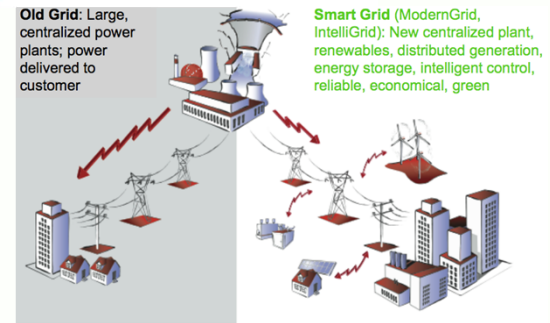 Old Grid: Large,
centralized power
plants; power
delivered to
customer
Smart Grid (ModernGrid,
IntelliGrid): New centralized plant,
renewables, distributed generation,
energy storage, intelligent control,
reliable, economical, green